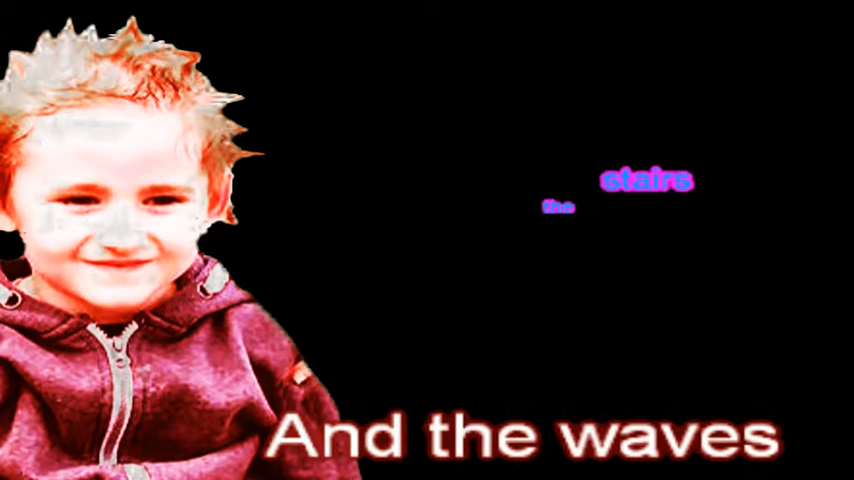 stairs
the
And the waves